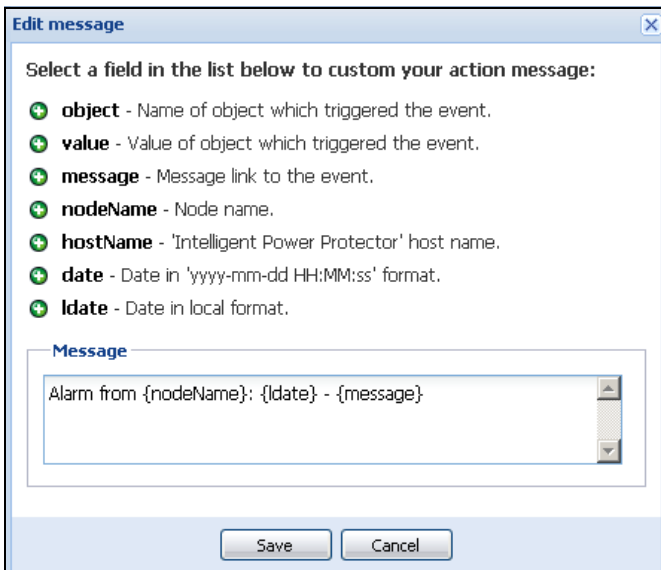 Edit message
Select a field in the list below to custom your action message:
object - Name of object which triggered the event.
value - Value of object which triggered the event.
message - Message link to the event.
nodeName - Node name.
hostName - 'Intelligent Power Protector' host name.
date - Date in 'yyyy-mm-dd HH:MM:ss' format.
ldate - Date in local format.
Message
Alarm from {nodeName}: {ldate} - {message}
Save Cancel